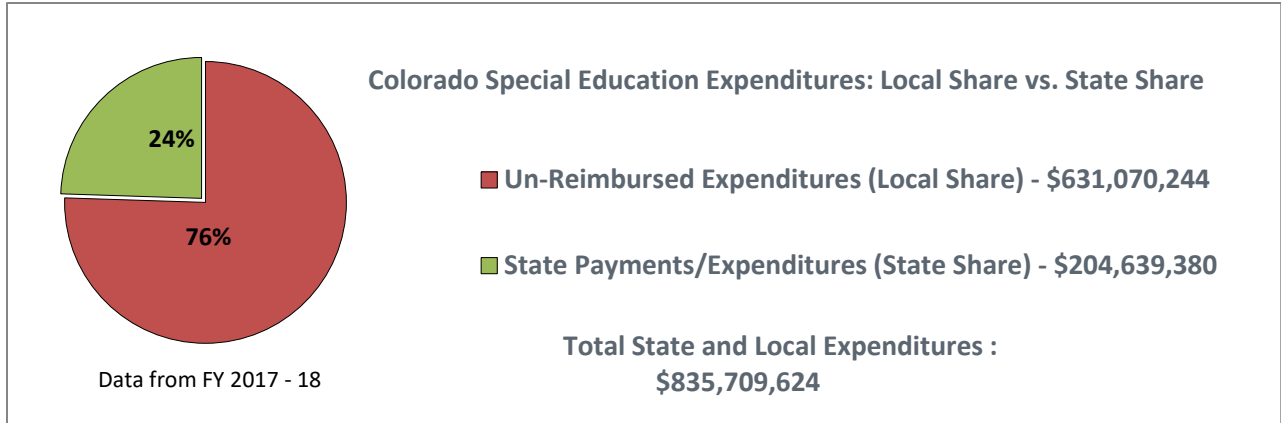 Colorado Special Education Expenditures: Local Share vs. State Share
24%
76%
Un-Reimbursed Expenditures (Local Share) - $631,070,244
State Payments/Expenditures (State Share) - $204,639,380
Total State and Local Expenditures :
$835,709,624
Data from FY 2017 - 18